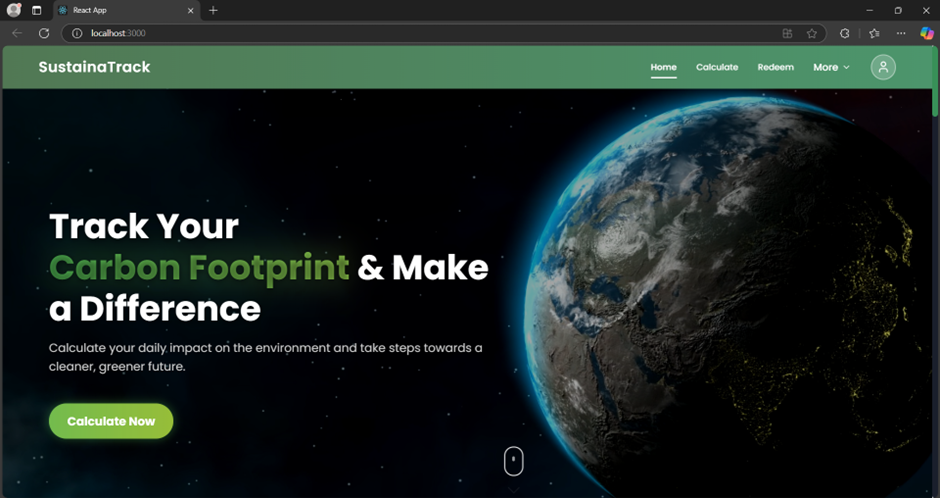 React App
localhost:3000
SustainaTrack
Home
Calculate
Redeem
More
Track Your
Carbon Footprint & Make
a Difference
Calculate your daily impact on the environment and take steps towards a
cleaner, greener future.
Calculate Now